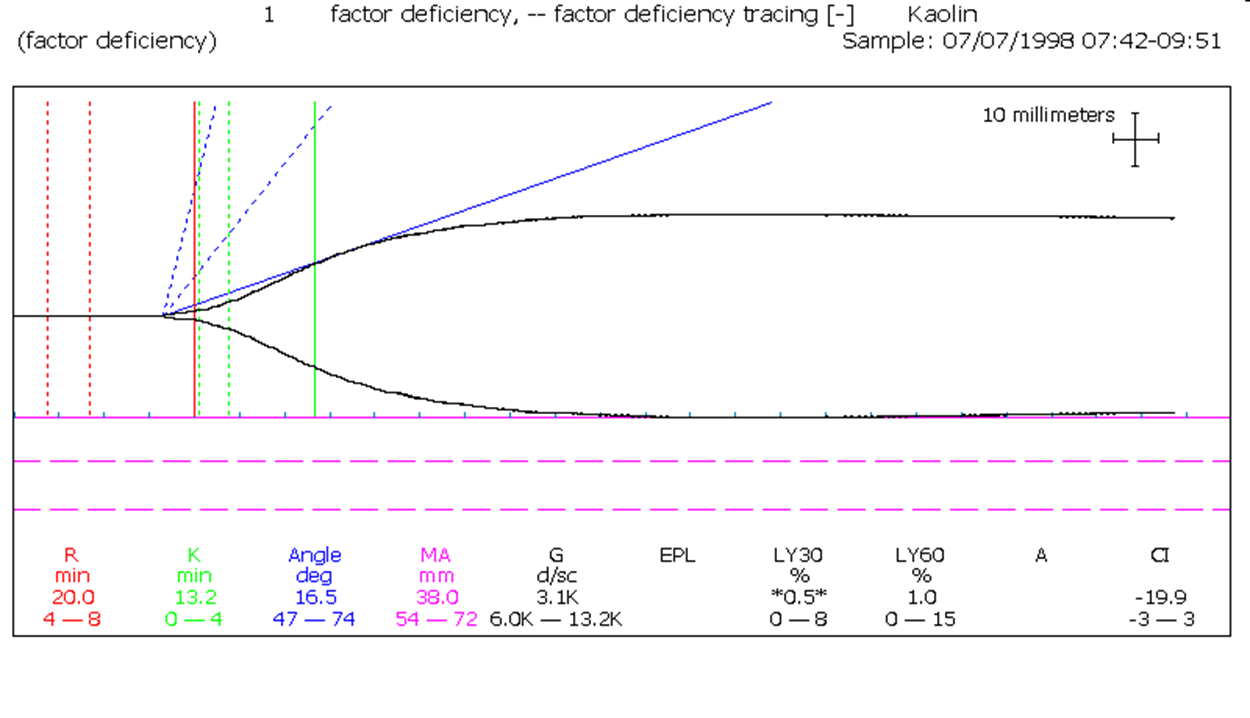 1 factor deficiency, -- factor deficiency tracing [-] Kaolin
(factor deficiency) Sample: 07/07/1998 07:42-09:51
10 millimeters
R K Angle MA G EPL LY30 LY60 A CI
min min deg mm d/sc % %
20.0 13.2 16.5 38.0 3.1K *0.5* 1.0 -19.9
4 — 8 0 — 4 47 — 74 54 — 72 6.0K — 13.2K 0 — 8 0 — 15 -3 — 3